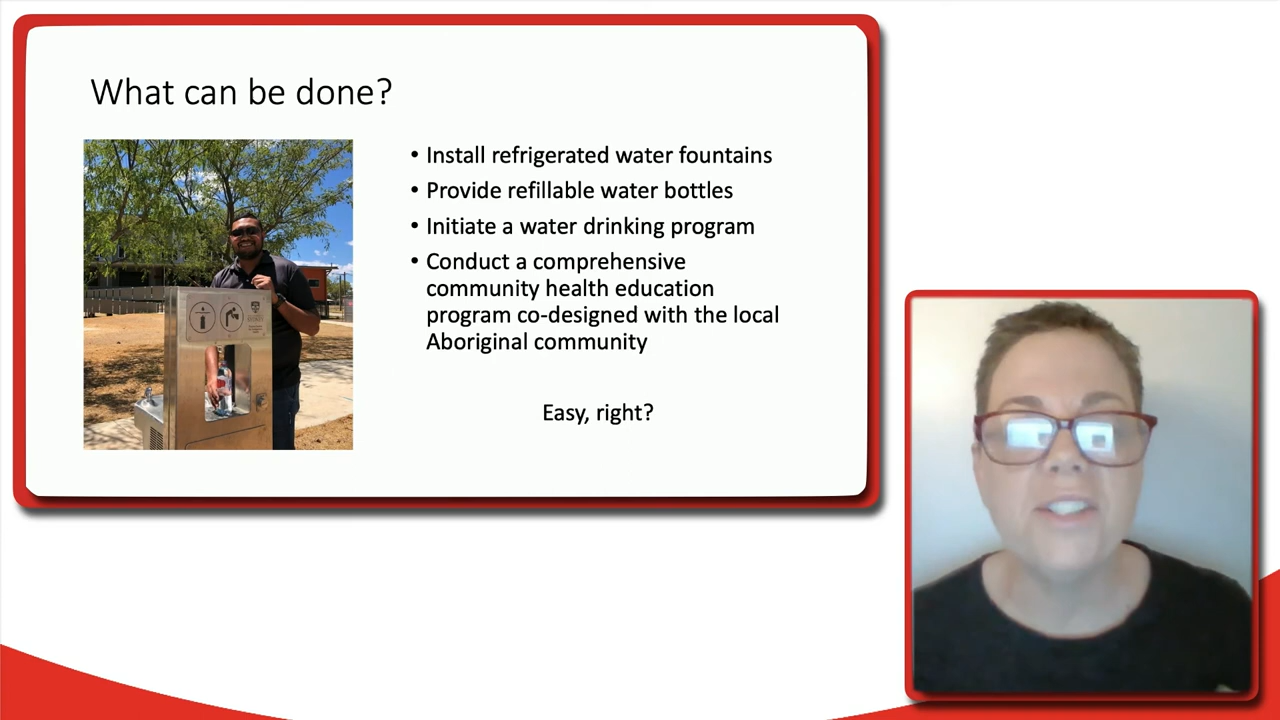 What can be done?
• Install refrigerated water fountains
• Provide refillable water bottles
• Initiate a water drinking program
• Conduct a comprehensive
community health education
program co-designed with the local
Aboriginal community
Easy, right?